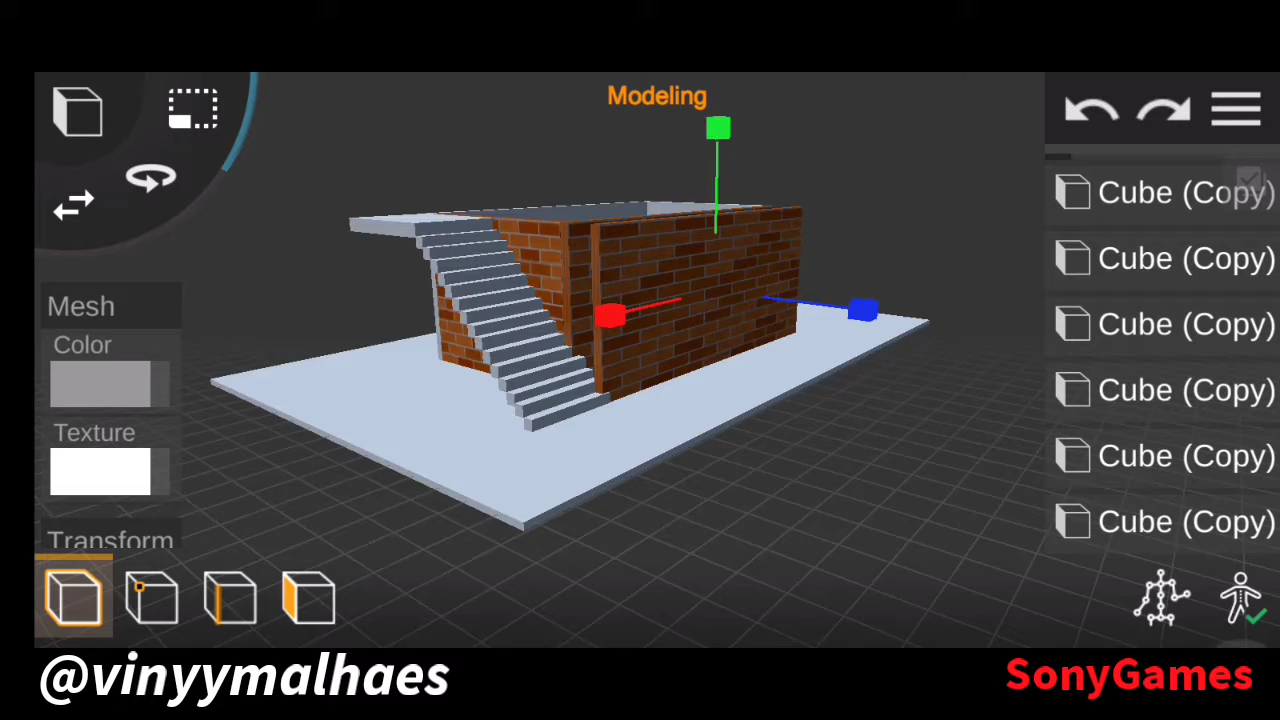 Modeling
Cube (Copy)
Cube (Copy)
Cube (Copy)
Cube (Copy)
Cube (Copy)
Cube (Copy)
Mesh
Color
Texture
Transform
@vinyymalhaes
SonyGames